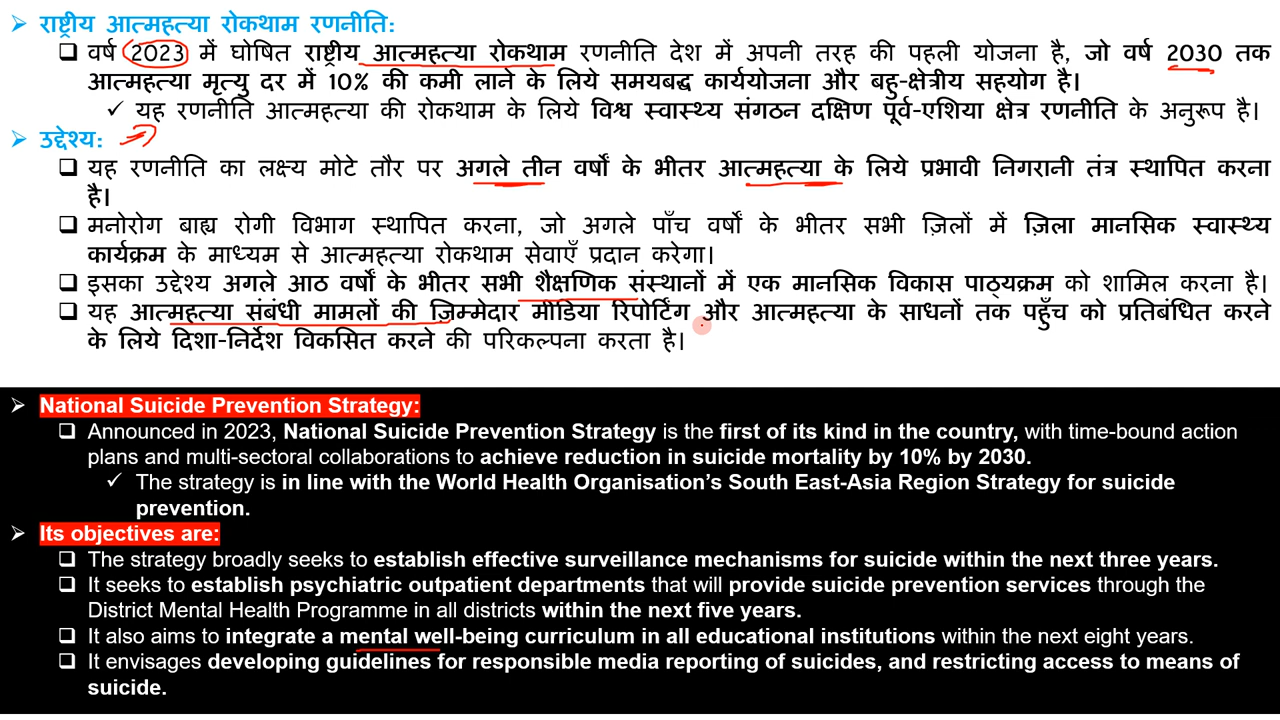 ➢ राष्ट्रीय आत्महत्या रोकथाम रणनीति:
❑ वर्ष 2023 में घोषित राष्ट्रीय आत्महत्या रोकथाम रणनीति देश में अपनी तरह की पहली योजना है, जो वर्ष 2030 तक
आत्महत्या मृत्यु दर में 10% की कमी लाने के लिये समयबद्ध कार्ययोजना और बहु-क्षेत्रीय सहयोग है।
✓ यह रणनीति आत्महत्या की रोकथाम के लिये विश्व स्वास्थ्य संगठन दक्षिण पूर्व-एशिया क्षेत्र रणनीति के अनुरूप है।
➢ उद्देश्य:
❑ यह रणनीति का लक्ष्य मोटे तौर पर अगले तीन वर्षों के भीतर आत्महत्या के लिये प्रभावी निगरानी तंत्र स्थापित करना
है।
❑ मनोरोग बाह्य रोगी विभाग स्थापित करना, जो अगले पाँच वर्षों के भीतर सभी ज़िलों में ज़िला मानसिक स्वास्थ्य
कार्यक्रम के माध्यम से आत्महत्या रोकथाम सेवाएँ प्रदान करेगा।
❑ इसका उद्देश्य अगले आठ वर्षों के भीतर सभी शैक्षणिक संस्थानों में एक मानसिक विकास पाठ्यक्रम को शामिल करना है।
❑ यह आत्महत्या संबंधी मामलों की ज़िम्मेदार मीडिया रिपोर्टिंग और आत्महत्या के साधनों तक पहुँच को प्रतिबंधित करने
के लिये दिशा-निर्देश विकसित करने की परिकल्पना करता है।
➢ National Suicide Prevention Strategy:
❑ Announced in 2023, National Suicide Prevention Strategy is the first of its kind in the country, with time-bound action
plans and multi-sectoral collaborations to achieve reduction in suicide mortality by 10% by 2030.
✓ The strategy is in line with the World Health Organisation’s South East-Asia Region Strategy for suicide
prevention.
➢ Its objectives are:
❑ The strategy broadly seeks to establish effective surveillance mechanisms for suicide within the next three years.
❑ It seeks to establish psychiatric outpatient departments that will provide suicide prevention services through the
District Mental Health Programme in all districts within the next five years.
❑ It also aims to integrate a mental well-being curriculum in all educational institutions within the next eight years.
❑ It envisages developing guidelines for responsible media reporting of suicides, and restricting access to means of
suicide.